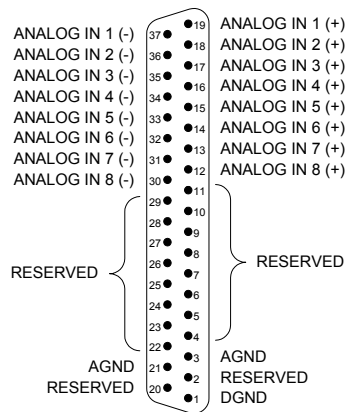 19 ANALOG IN 1 (+)
ANALOG IN 1 (-) 37
18 ANALOG IN 2 (+)
ANALOG IN 2 (-) 36
17 ANALOG IN 3 (+)
ANALOG IN 3 (-) 35
16 ANALOG IN 4 (+)
ANALOG IN 4 (-) 34
15 ANALOG IN 5 (+)
ANALOG IN 5 (-) 33
14 ANALOG IN 6 (+)
ANALOG IN 6 (-) 32
13 ANALOG IN 7 (+)
ANALOG IN 7 (-) 31
12 ANALOG IN 8 (+)
ANALOG IN 8 (-) 30
11
29
10
28
9
27
8
26
RESERVED
RESERVED
7
25
6
24
5
23
4
22
3 AGND
AGND 21
2 RESERVED
RESERVED 20
1 DGND